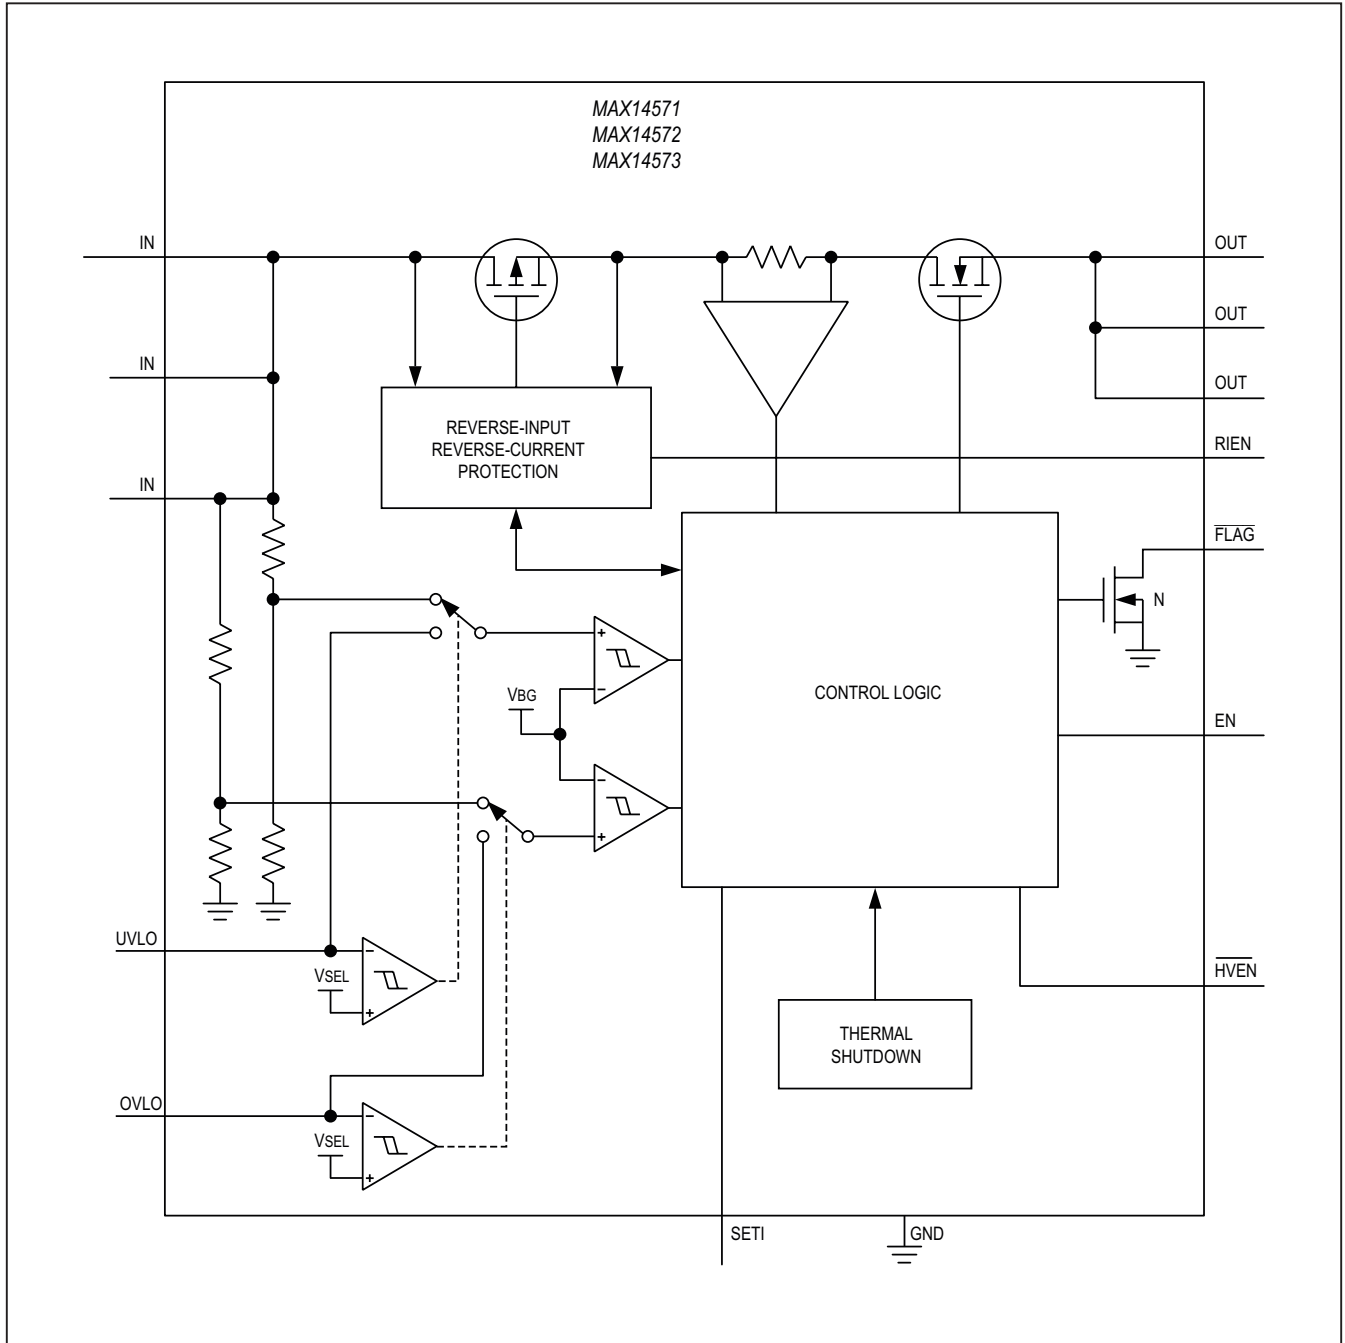 MAX14571
MAX14572
MAX14573
IN
OUT
OUT
IN
OUT
REVERSE-INPUT
REVERSE-CURRENT
PROTECTION
RIEN
IN
FLAG
+
N
-
VBG
CONTROL LOGIC
EN
-
+
UVLO
-
VSEL
+
HVEN
THERMAL
SHUTDOWN
OVLO
-
VSEL
+
SETI
GND